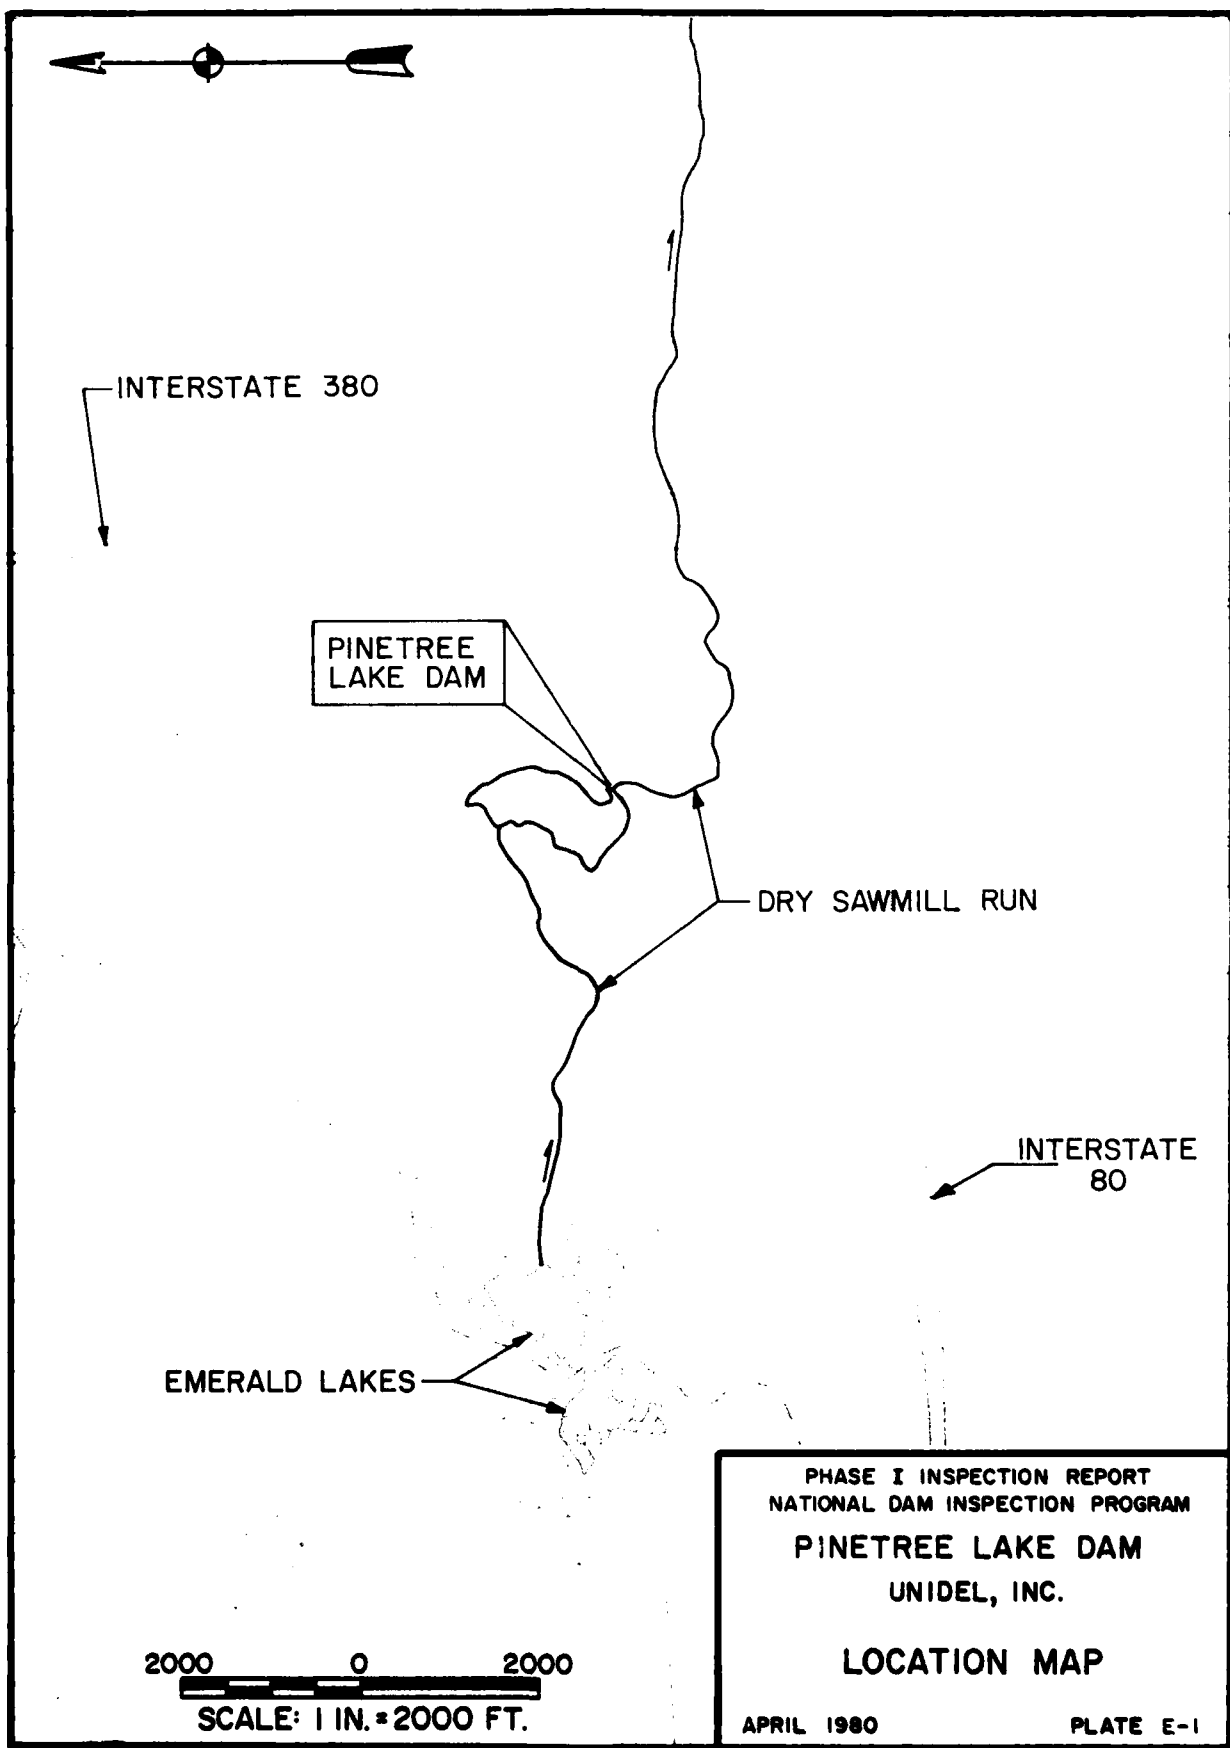 INTERSTATE 380
PINETREE
LAKE DAM
DRY SAWMILL RUN
INTERSTATE
80
EMERALD LAKES
PHASE I INSPECTION REPORT
NATIONAL DAM INSPECTION PROGRAM
PINETREE LAKE DAM
UNIDEL, INC.
LOCATION MAP
APRIL 1980 PLATE E-1
2000 0 2000
SCALE: 1 IN. = 2000 FT.